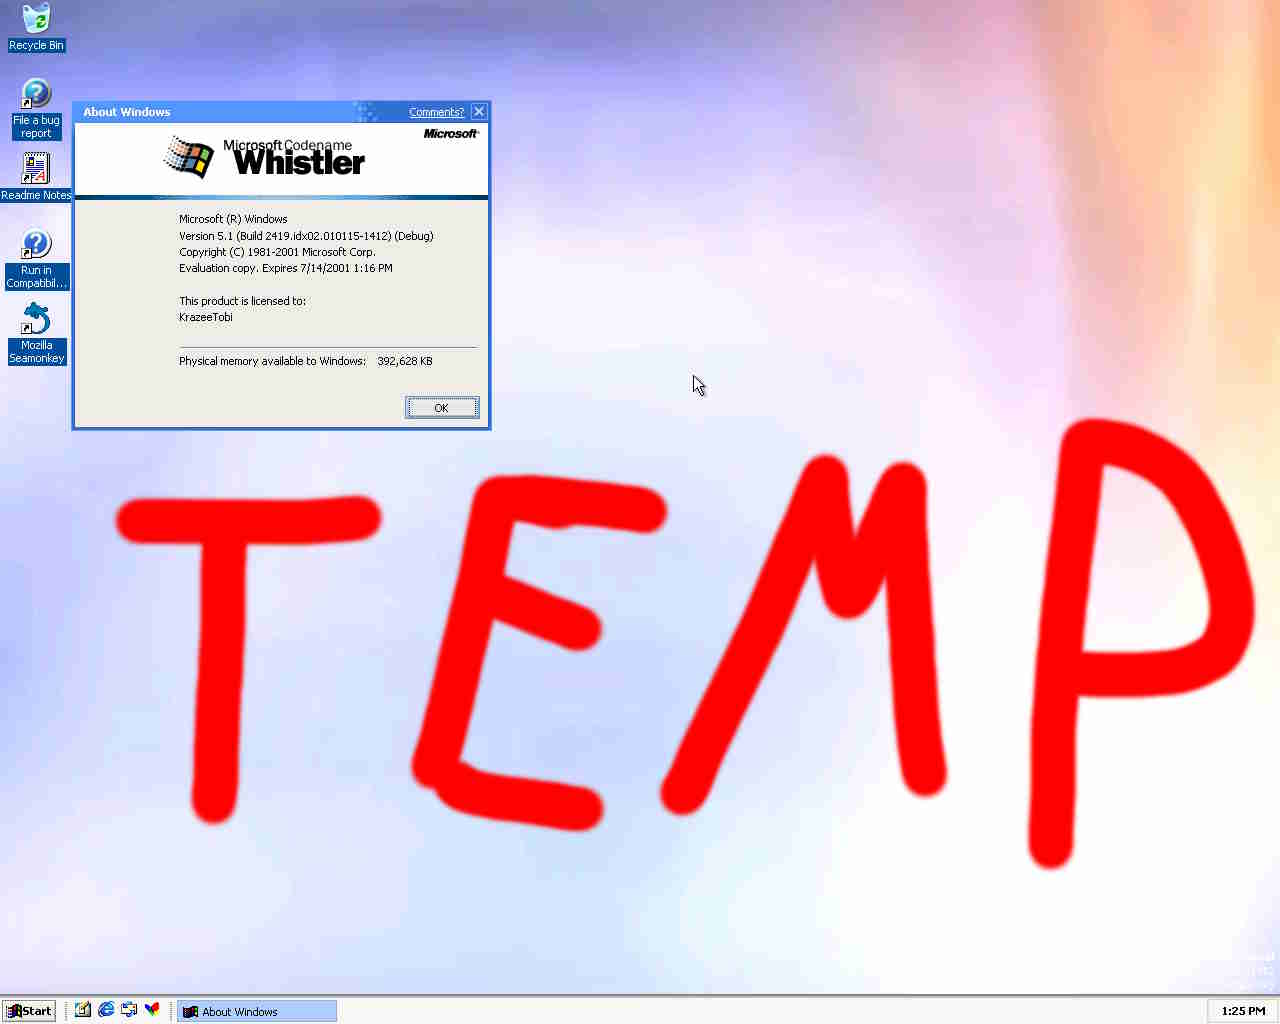 Recycle Bin
File a bug
report
Readme Notes
Run in
Compatibil...
Mozilla
Seamonkey
About Windows
Comments?
Microsoft
Microsoft Codename
Whistler
Microsoft (R) Windows
Version 5.1 (Build 2419.idx02.010115-1412) (Debug)
Copyright (C) 1981-2001 Microsoft Corp.
Evaluation copy. Expires 7/14/2001 1:16 PM
This product is licensed to:
KrazeeTobi
Physical memory available to Windows: 392,628 KB
OK
TEMP
Start
About Windows
1:25 PM